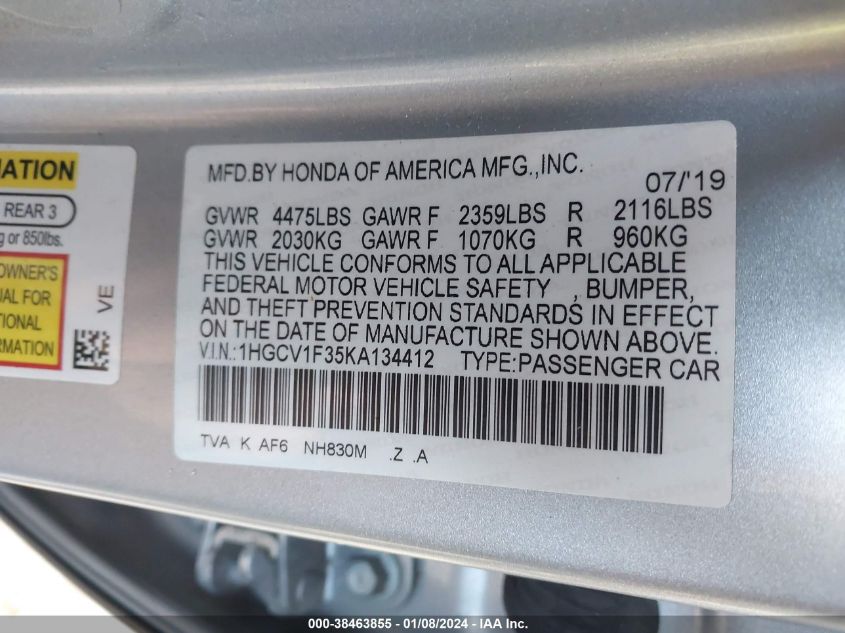 MATION
REAR 3
g or 850lbs.
OWNER'S
UAL FOR
TIONAL
RMATION
VE
MFD.BY HONDA OF AMERICA MFG.,INC.
07/'19
GVWR 4475LBS GAWR F 2359LBS R 2116LBS
GVWR 2030KG GAWR F 1070KG R 960KG
THIS VEHICLE CONFORMS TO ALL APPLICABLE
FEDERAL MOTOR VEHICLE SAFETY , BUMPER,
AND THEFT PREVENTION STANDARDS IN EFFECT
ON THE DATE OF MANUFACTURE SHOWN ABOVE.
V.I.N.:1HGCV1F35KA134412 TYPE:PASSENGER CAR
TVA K AF6 NH830M .Z .A
000-38463855 - 01/08/2024 - IAA Inc.